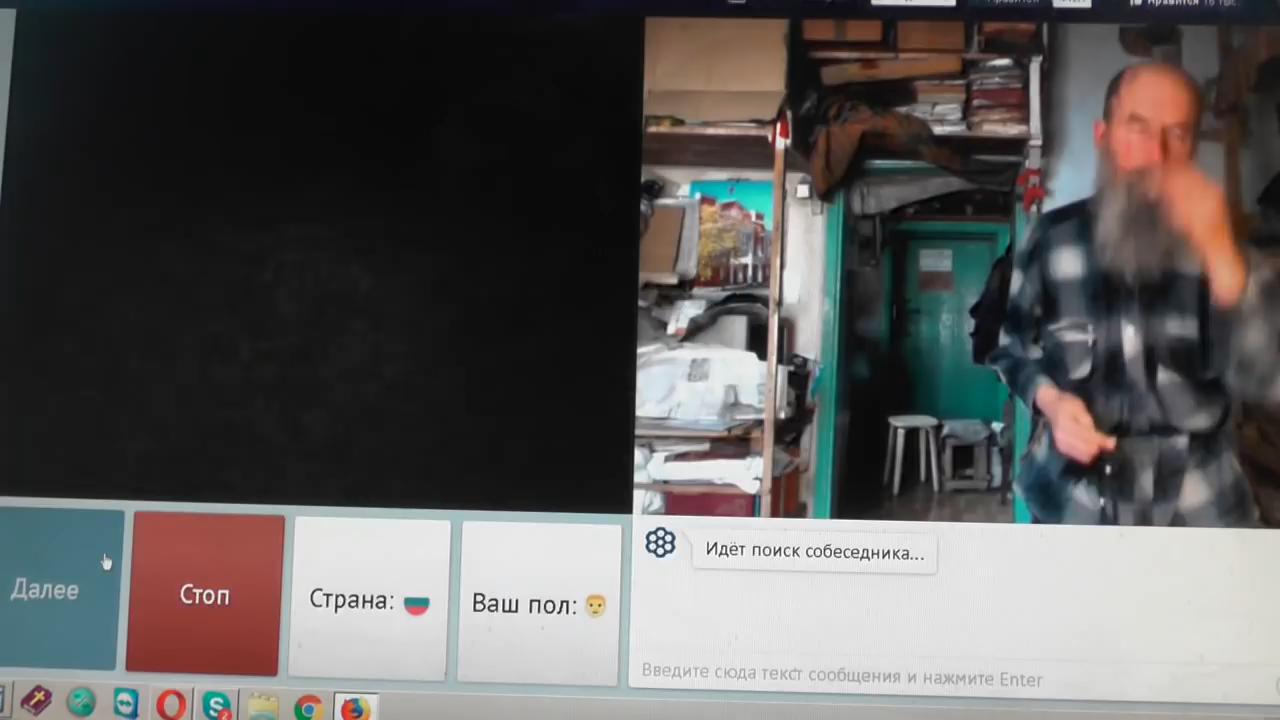 Далее
Стоп
Страна:
Ваш пол:
Идёт поиск собеседника...
Введите сюда текст сообщения и нажмите Enter